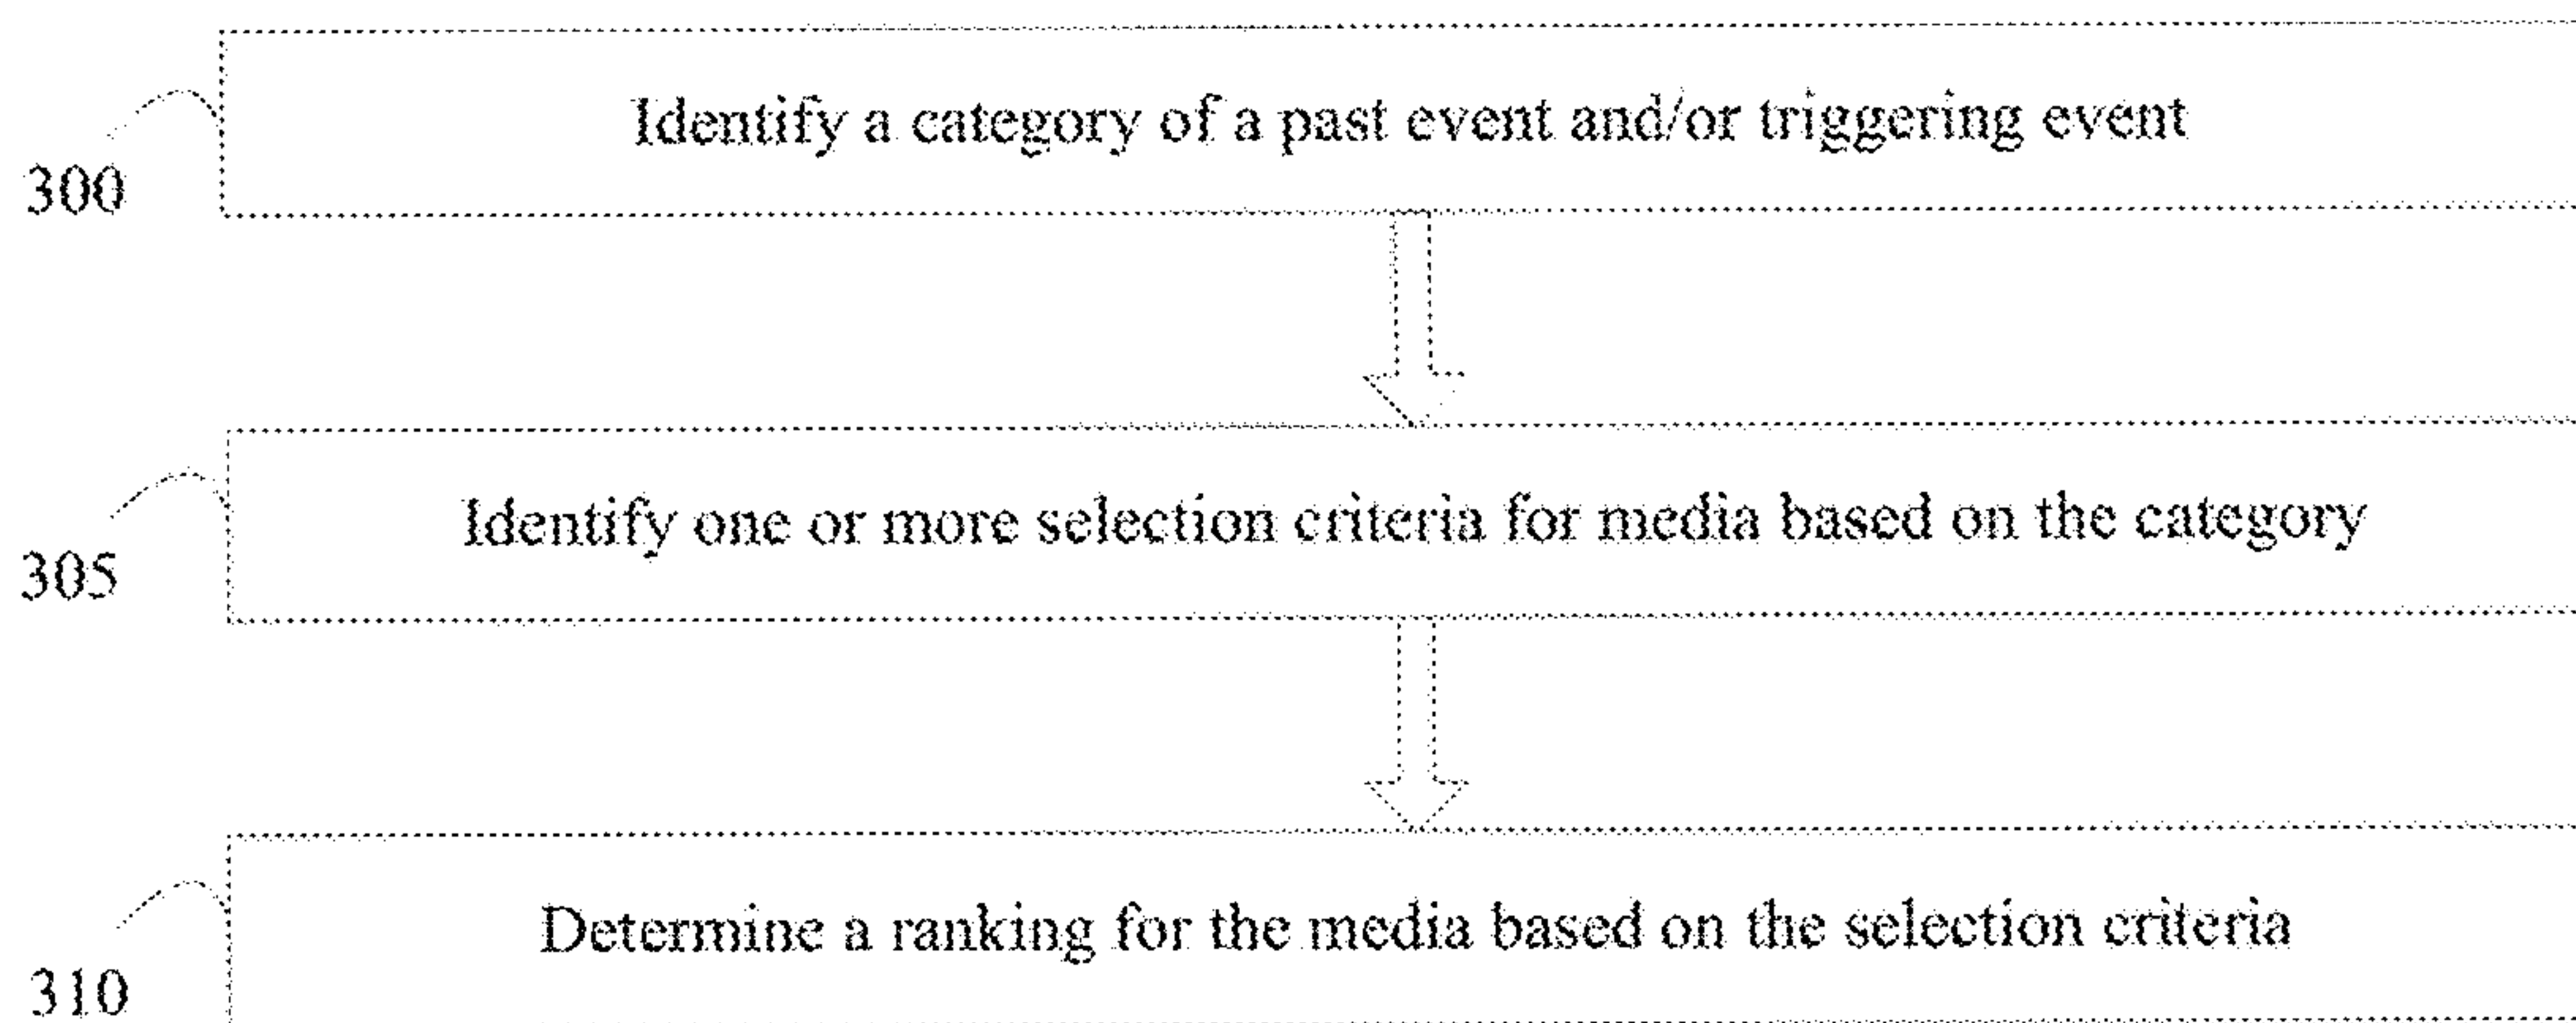 Identify a category of a past event and/or triggering event
300
Identify one or more selection criteria for media based on the category
305
Determine a ranking for the media based on the selection criteria
310